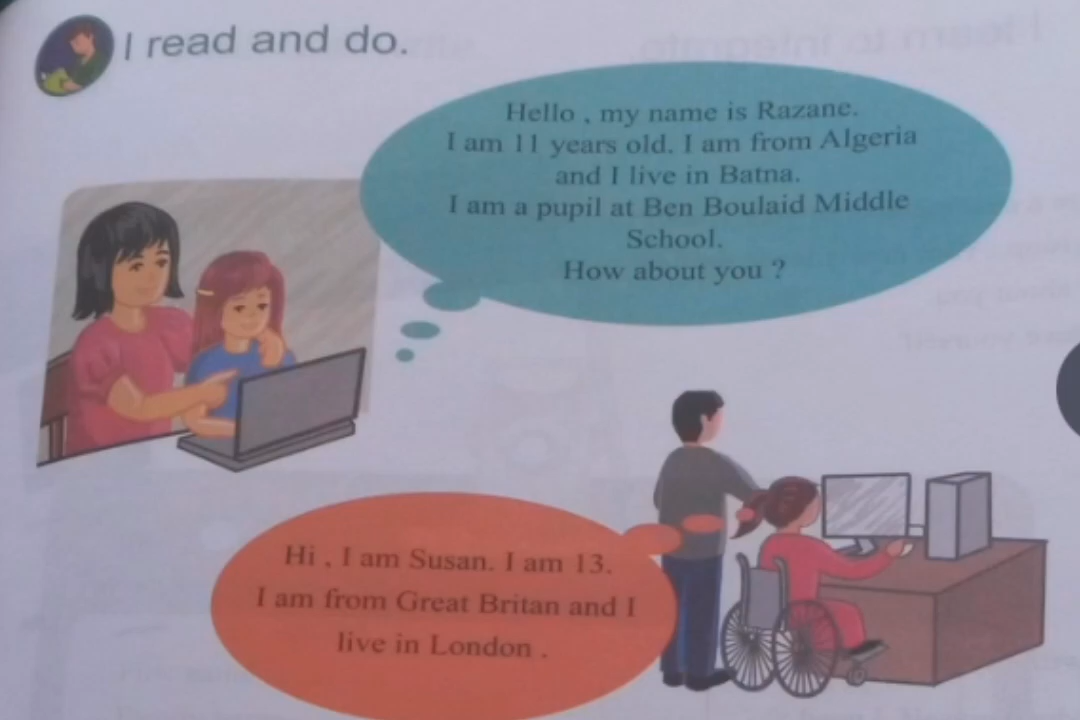 I read and do.
Hello , my name is Razane.
I am 11 years old. I am from Algeria
and I live in Batna.
I am a pupil at Ben Boulaid Middle
School.
How about you ?
Hi , I am Susan. I am 13.
I am from Great Britan and I
live in London .